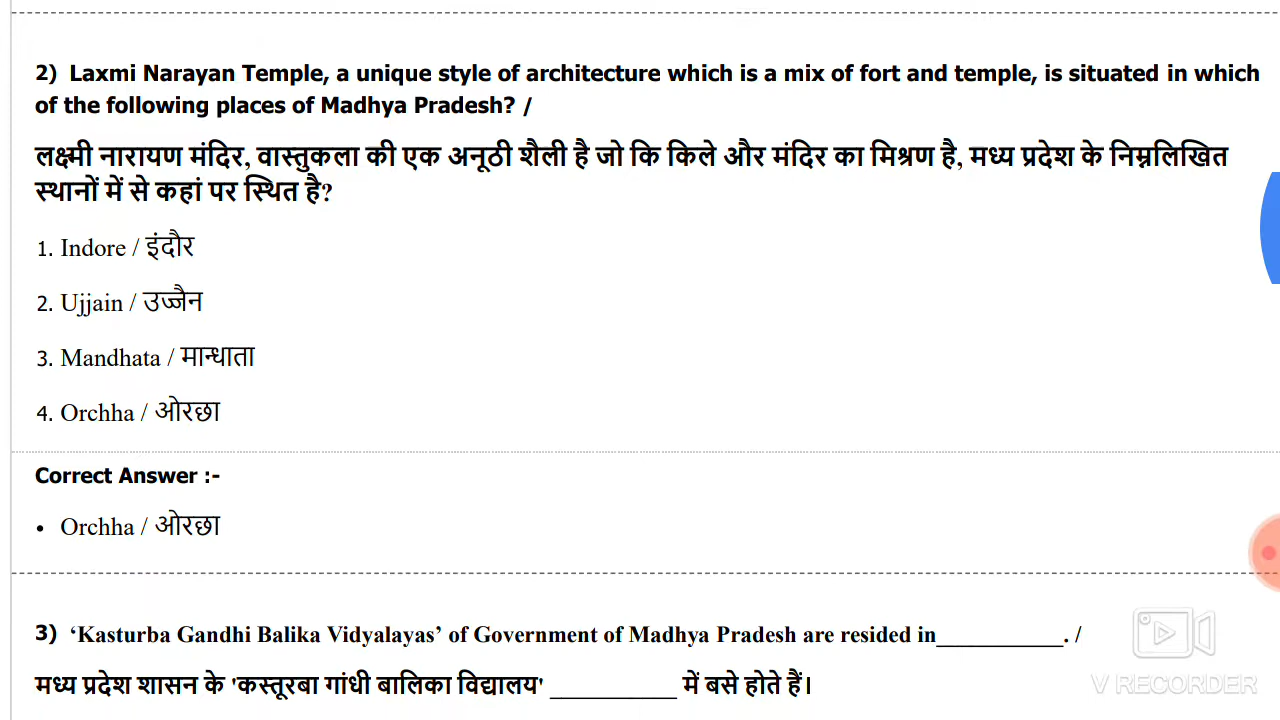 2) Laxmi Narayan Temple, a unique style of architecture which is a mix of fort and temple, is situated in which
of the following places of Madhya Pradesh? /
लक्ष्मी नारायण मंदिर, वास्तुकला की एक अनूठी शैली है जो कि किले और मंदिर का मिश्रण है, मध्य प्रदेश के निम्नलिखित
स्थानों में से कहां पर स्थित है?
1. Indore / इंदौर
2. Ujjain / उज्जैन
3. Mandhata / मान्धाता
4. Orchha / ओरछा
Correct Answer :-
• Orchha / ओरछा
3) ‘Kasturba Gandhi Balika Vidyalayas’ of Government of Madhya Pradesh are resided in___________. /
मध्य प्रदेश शासन के 'कस्तूरबा गांधी बालिका विद्यालय' ___________ में बसे होते हैं।
V RECORDER